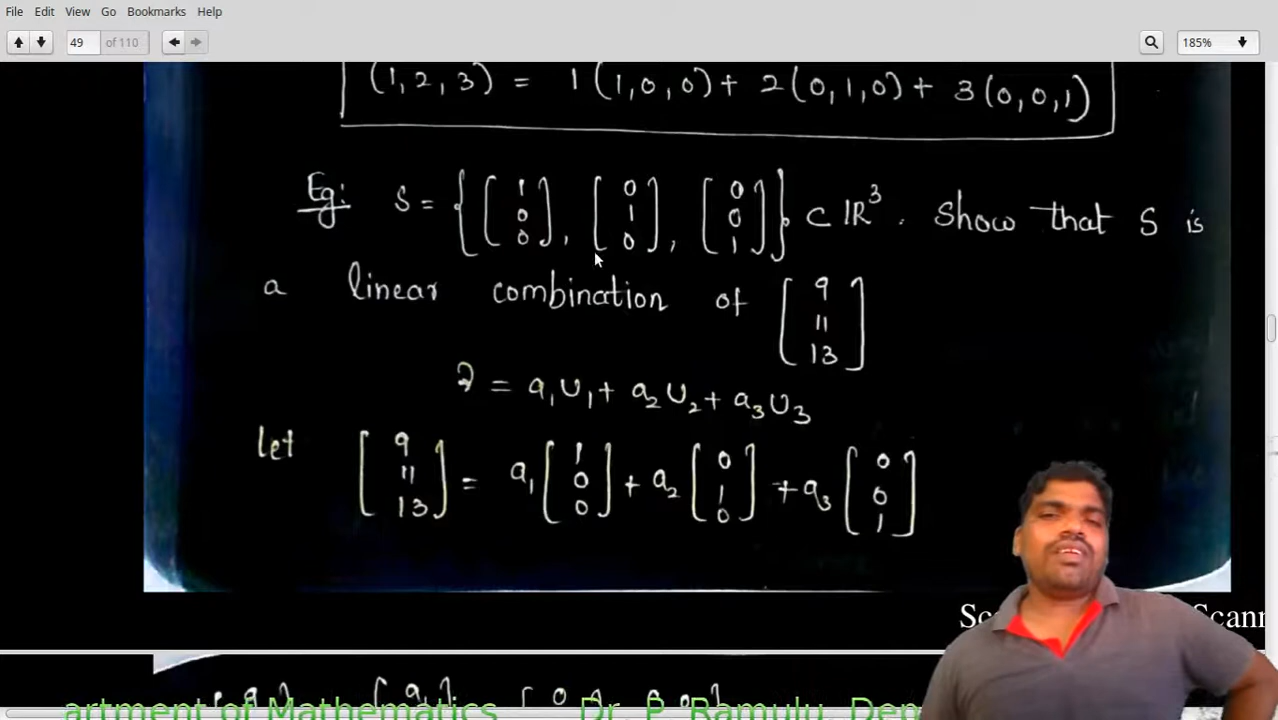 File Edit View Go Bookmarks Help
49 of 110 185%
(1,2,3) = 1(1,0,0)+ 2(0,1,0)+ 3(0,0,1)
Eg: S = {[1 0 0], [0 1 0], [0 0 1]} ⊂ ℝ³. Show that S is
a linear combination of [9 11 13]
= a₁v₁+ a₂v₂+ a₃v₃
let [9 11 13] = a₁[1 0 0] + a₂[0 1 0] + a₃[0 0 1]
artment of Mathematics Dr. P. Ramulu, Dep